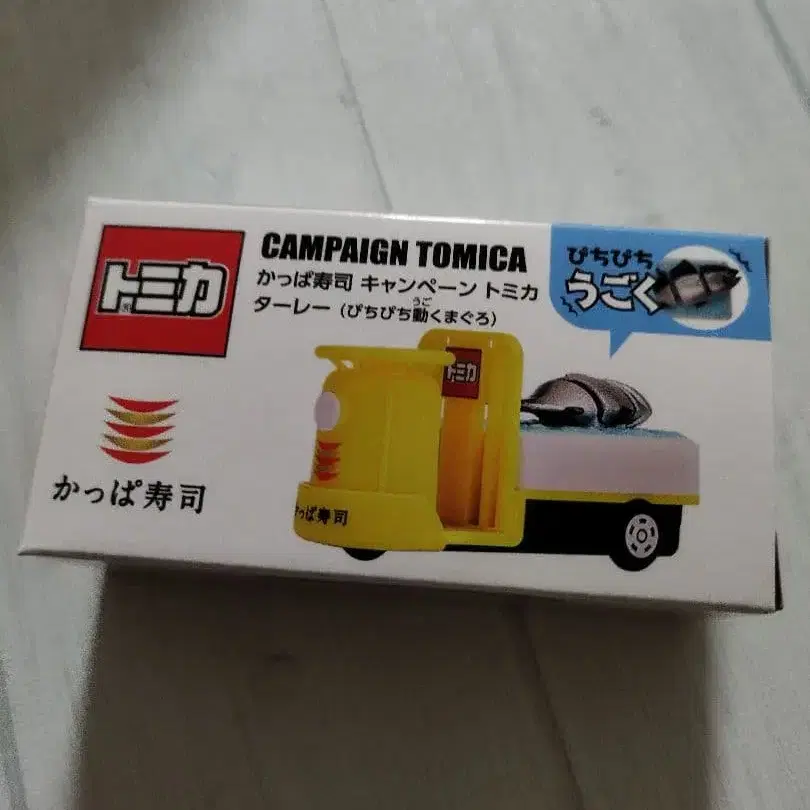 トミカ
CAMPAIGN TOMICA
かっぱ寿司 キャンペーン トミカ
ターレー（ぴちぴち動くまぐろ）
うご
ぴちぴち
うごく
かっぱ寿司
トミカ
かっぱ寿司